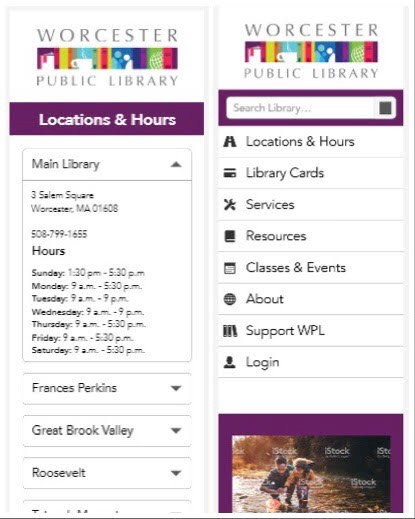 WORCESTER
PUBLIC LIBRARY
Locations & Hours
Main Library
3 Salem Square
Worcester, MA 01608
508-799-1655
Hours
Sunday: 1:30 pm - 5:30 p.m
Monday: 9 a.m. - 5:30 p.m.
Tuesday: 9 a.m. - 9 p.m.
Wednesday: 9 a.m. - 9 p.m.
Thursday: 9 a.m. - 5:30 p.m.
Friday: 9 a.m. - 5:30 p.m.
Saturday: 9 a.m. - 5:30 p.m.
Frances Perkins
Great Brook Valley
Roosevelt
WORCESTER
PUBLIC LIBRARY
Search Library...
Locations & Hours
Library Cards
Services
Resources
Classes & Events
About
Support WPL
Login
iStock
iStock